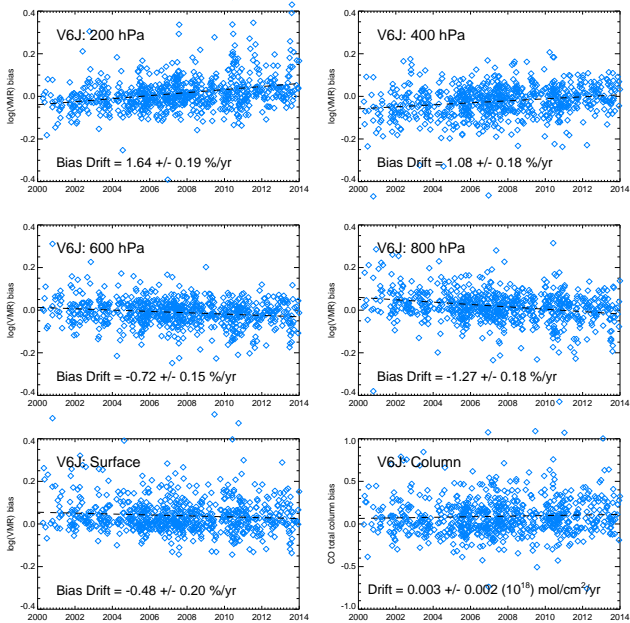 V6J: 200 hPa
log(VMR) bias
0.4
0.2
0.0
-0.2
-0.4
2000 2002 2004 2006 2008 2010 2012 2014
Bias Drift = 1.64 +/- 0.19 %/yr
V6J: 400 hPa
log(VMR) bias
0.4
0.2
0.0
-0.2
-0.4
2000 2002 2004 2006 2008 2010 2012 2014
Bias Drift = 1.08 +/- 0.18 %/yr
V6J: 600 hPa
log(VMR) bias
0.4
0.2
0.0
-0.2
-0.4
2000 2002 2004 2006 2008 2010 2012 2014
Bias Drift = -0.72 +/- 0.15 %/yr
V6J: 800 hPa
log(VMR) bias
0.4
0.2
0.0
-0.2
-0.4
2000 2002 2004 2006 2008 2010 2012 2014
Bias Drift = -1.27 +/- 0.18 %/yr
V6J: Surface
log(VMR) bias
0.4
0.2
0.0
-0.2
-0.4
2000 2002 2004 2006 2008 2010 2012 2014
Bias Drift = -0.48 +/- 0.20 %/yr
V6J: Column
CO total column bias
1.0
0.5
0.0
-0.5
-1.0
2000 2002 2004 2006 2008 2010 2012 2014
Drift = 0.003 +/- 0.002 (10¹⁸) mol/cm²/yr